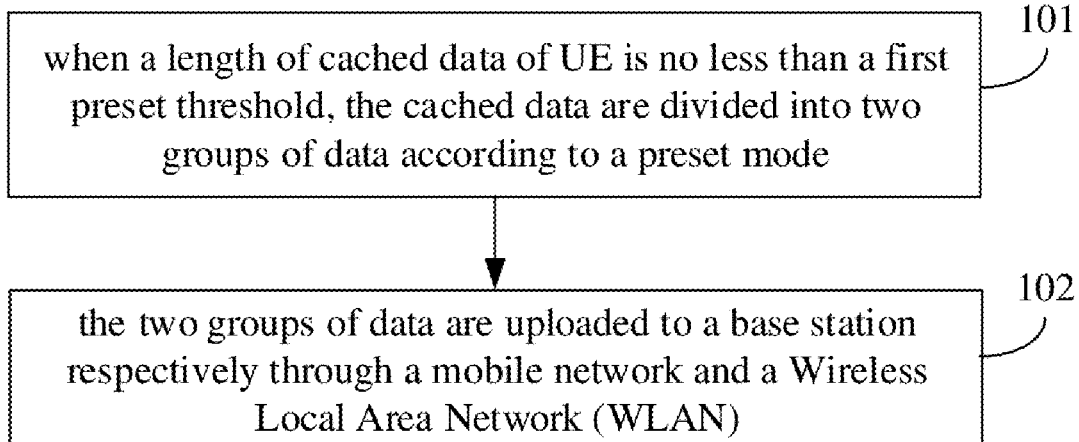 101
when a length of cached data of UE is no less than a first
preset threshold, the cached data are divided into two
groups of data according to a preset mode
102
the two groups of data are uploaded to a base station
respectively through a mobile network and a Wireless
Local Area Network (WLAN)